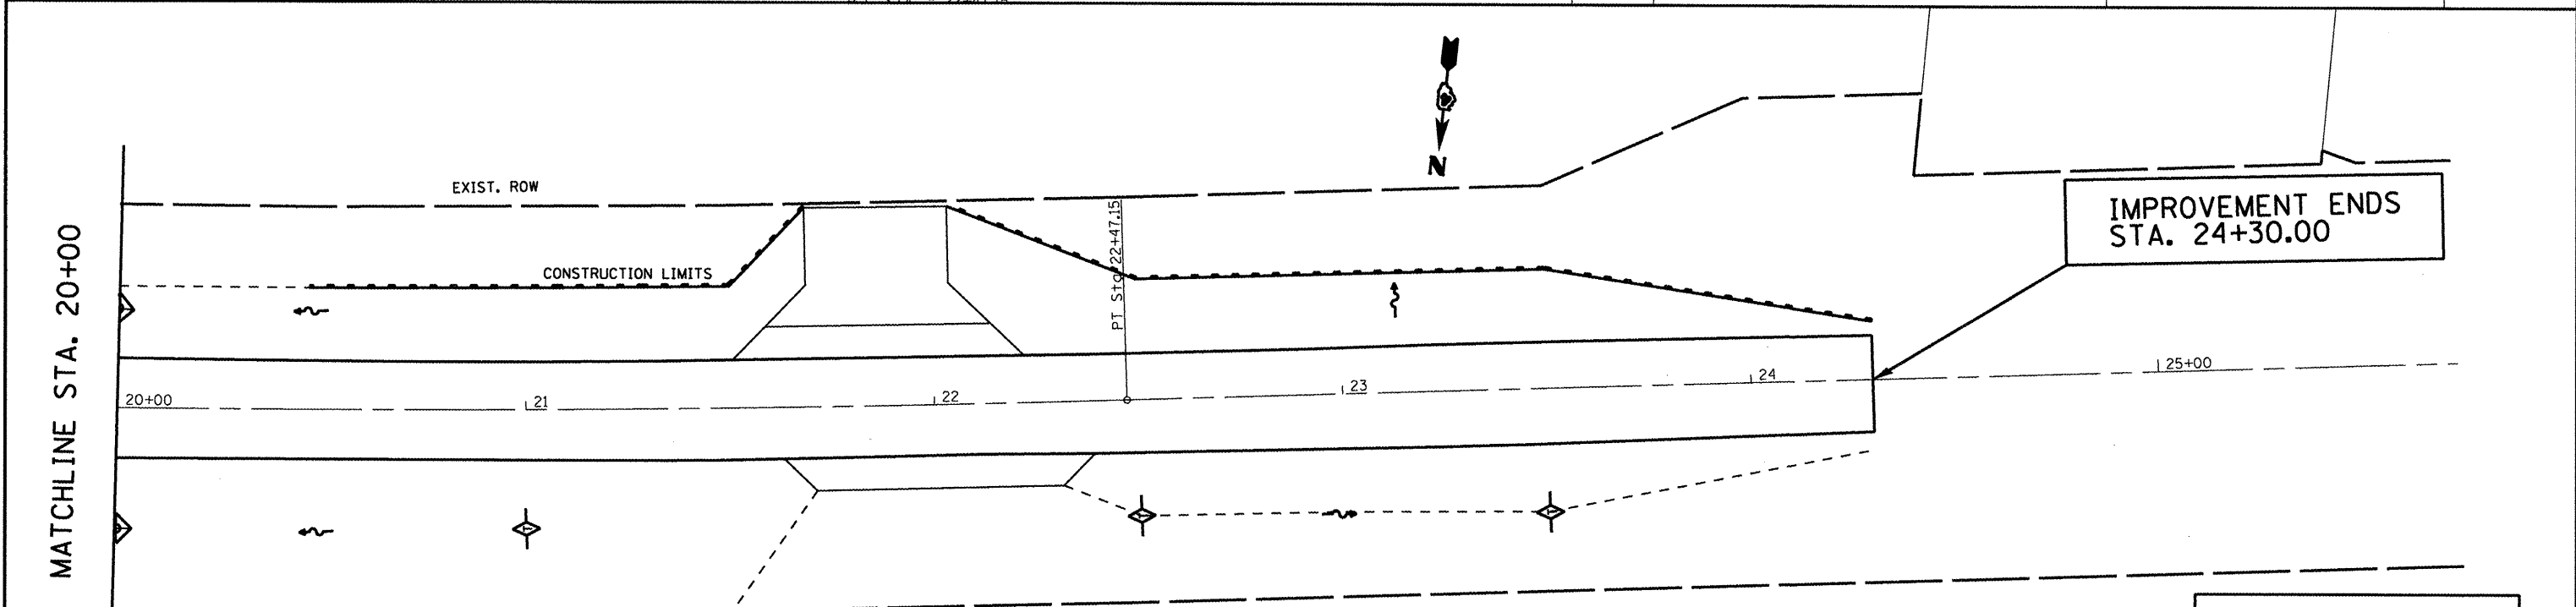 N
EXIST. ROW
MATCHLINE STA. 20+00
CONSTRUCTION LIMITS
PT Sta 22+47.15
IMPROVEMENT ENDS
STA. 24+30.00
20+00
21
22
23
24
25+00